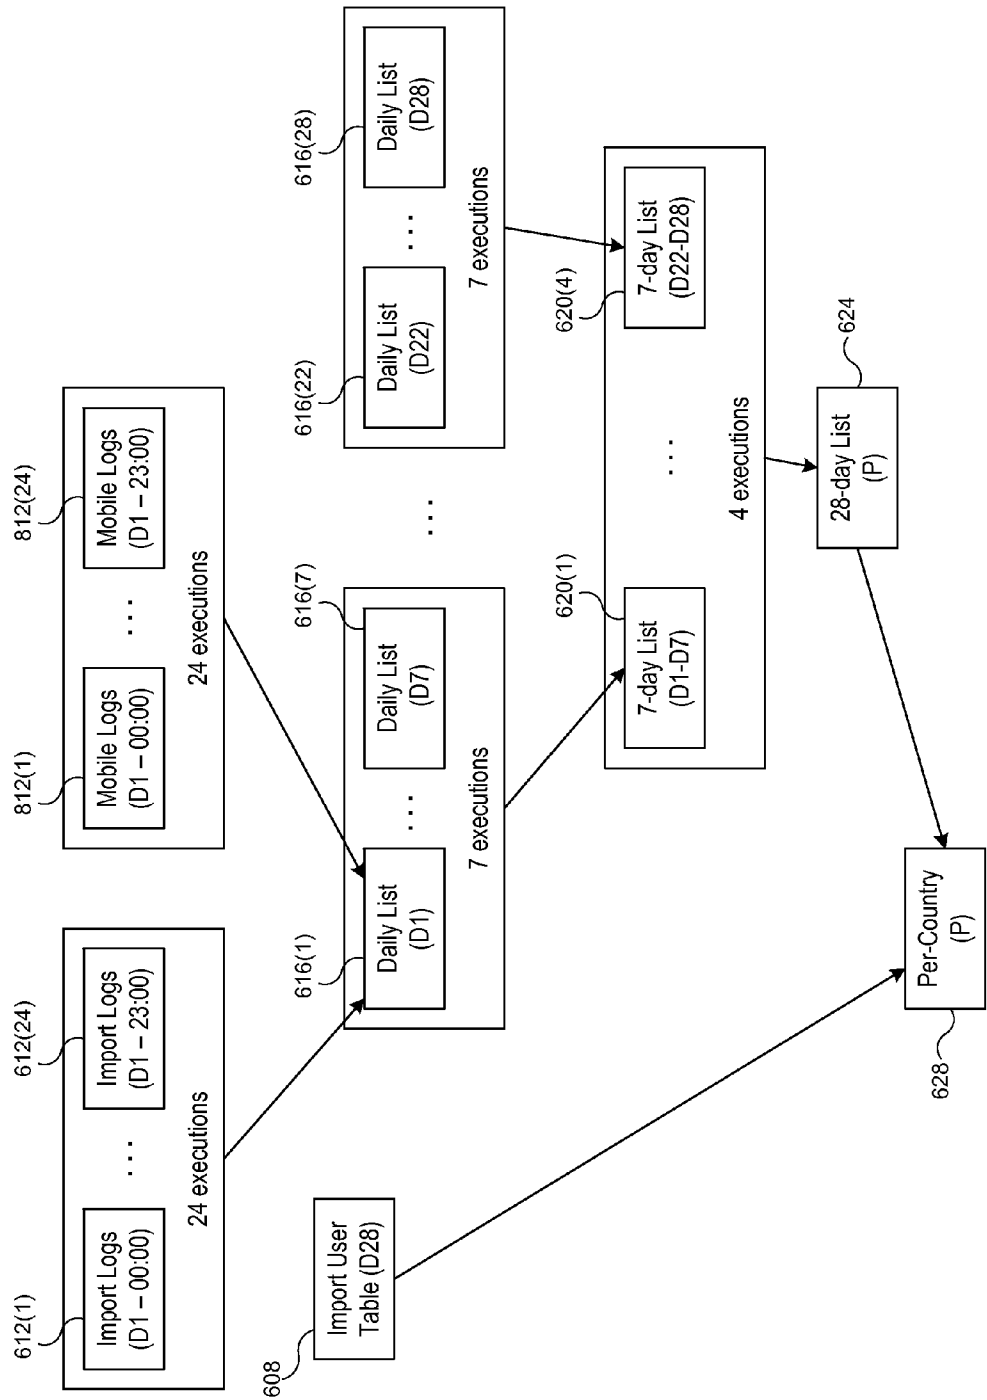 612(1)
Import Logs
(D1 – 00:00)
...
612(24)
Import Logs
(D1 – 23:00)
24 executions
812(1)
Mobile Logs
(D1 – 00:00)
...
812(24)
Mobile Logs
(D1 – 23:00)
24 executions
608
Import User
Table (D28)
616(1)
Daily List
(D1)
...
616(7)
Daily List
(D7)
7 executions
...
616(22)
Daily List
(D22)
...
616(28)
Daily List
(D28)
7 executions
620(1)
7-day List
(D1-D7)
...
620(4)
7-day List
(D22-D28)
4 executions
624
28-day List
(P)
628
Per-Country
(P)